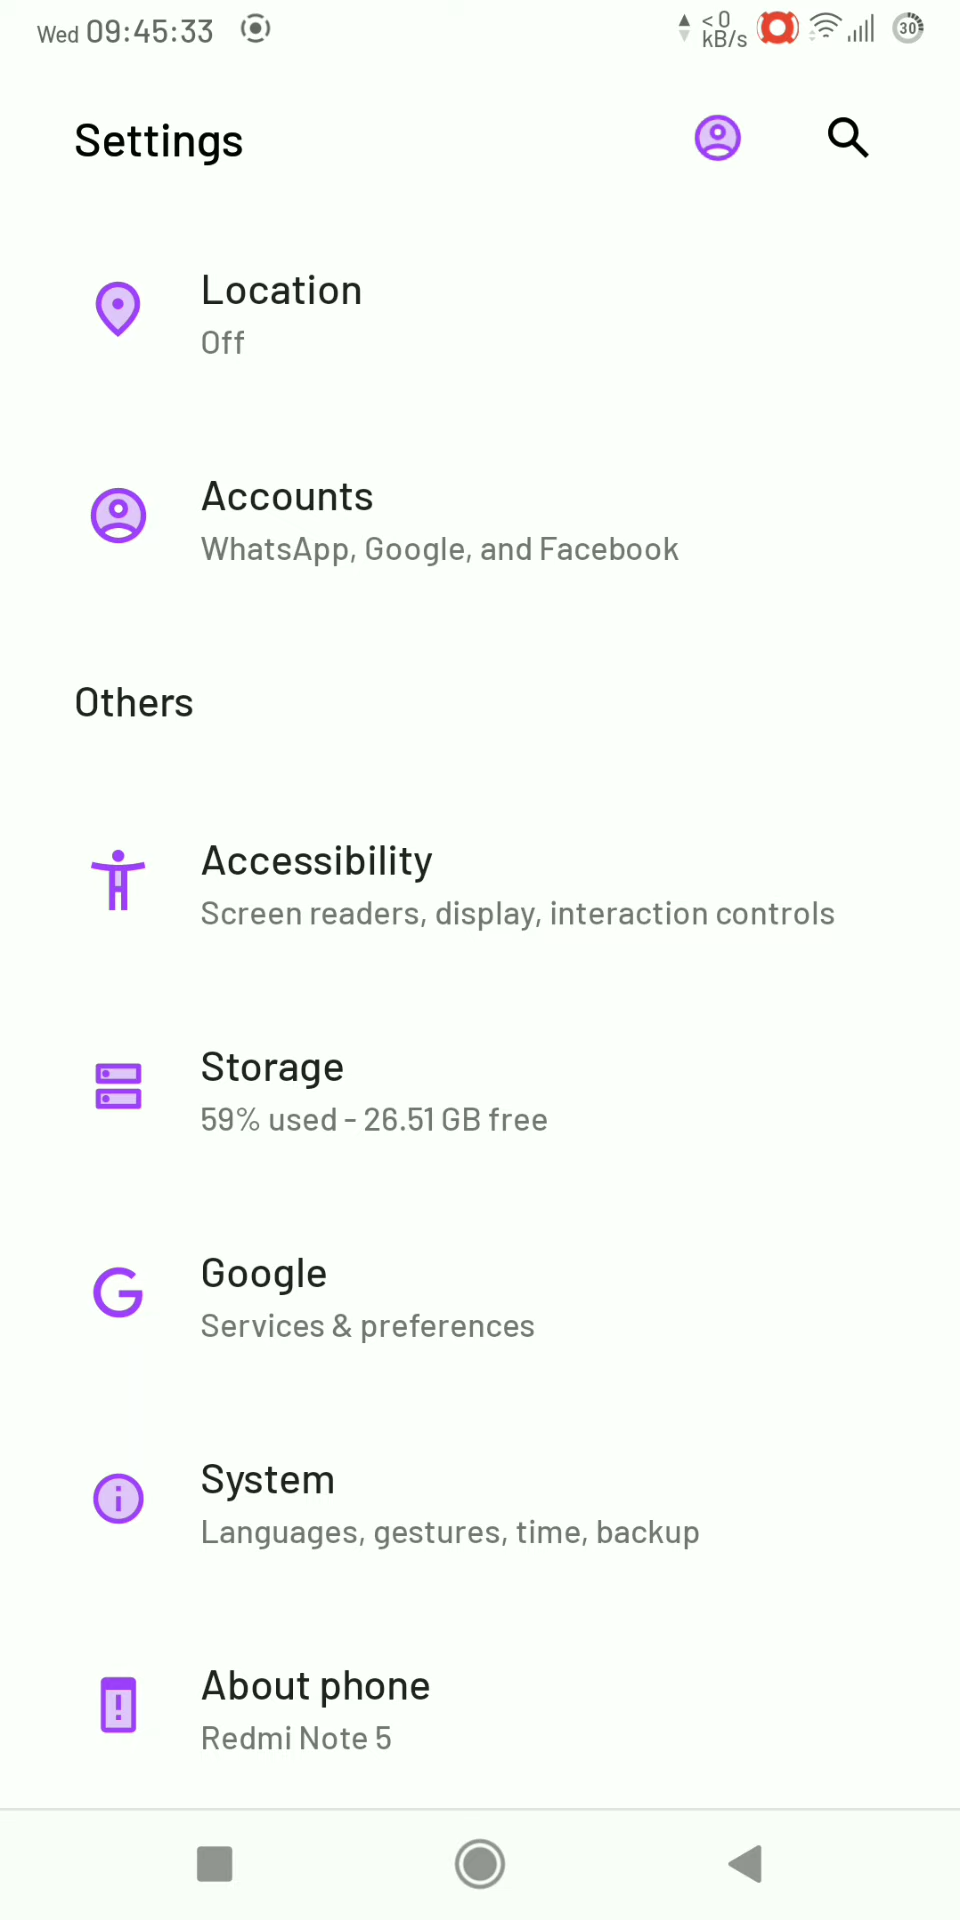 Wed 09:45:33
< 0
kB/s
30
Settings
Location
Off
Accounts
WhatsApp, Google, and Facebook
Others
Accessibility
Screen readers, display, interaction controls
Storage
59% used - 26.51 GB free
Google
Services & preferences
System
Languages, gestures, time, backup
About phone
Redmi Note 5